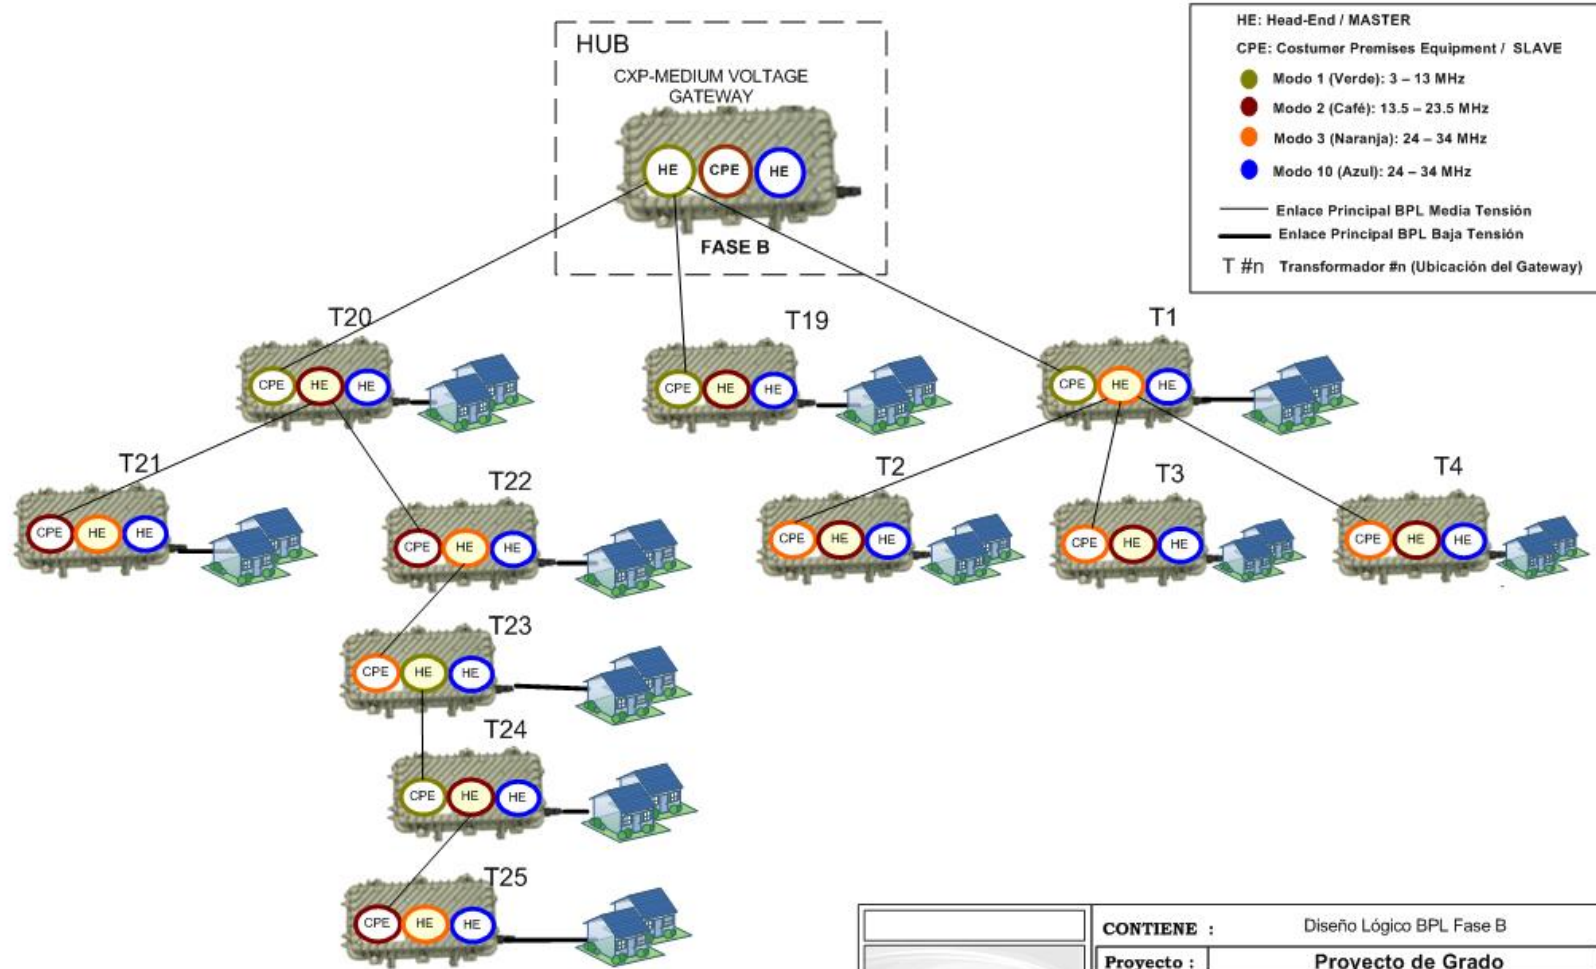 HUB
CXP-MEDIUM VOLTAGE
GATEWAY
HE CPE HE
FASE B
HE: Head-End / MASTER
CPE: Costumer Premises Equipment / SLAVE
Modo 1 (Verde): 3 – 13 MHz
Modo 2 (Café): 13.5 – 23.5 MHz
Modo 3 (Naranja): 24 – 34 MHz
Modo 10 (Azul): 24 – 34 MHz
Enlace Principal BPL Media Tensión
Enlace Principal BPL Baja Tensión
T #n Transformador #n (Ubicación del Gateway)
T20
CPE HE HE
T19
CPE HE HE
T1
CPE HE HE
T21
CPE HE HE
T22
CPE HE HE
T2
CPE HE HE
T3
CPE HE HE
T4
CPE HE HE
T23
CPE HE HE
T24
CPE HE HE
T25
CPE HE HE
CONTIENE : Diseño Lógico BPL Fase B
Proyecto : Proyecto de Grado